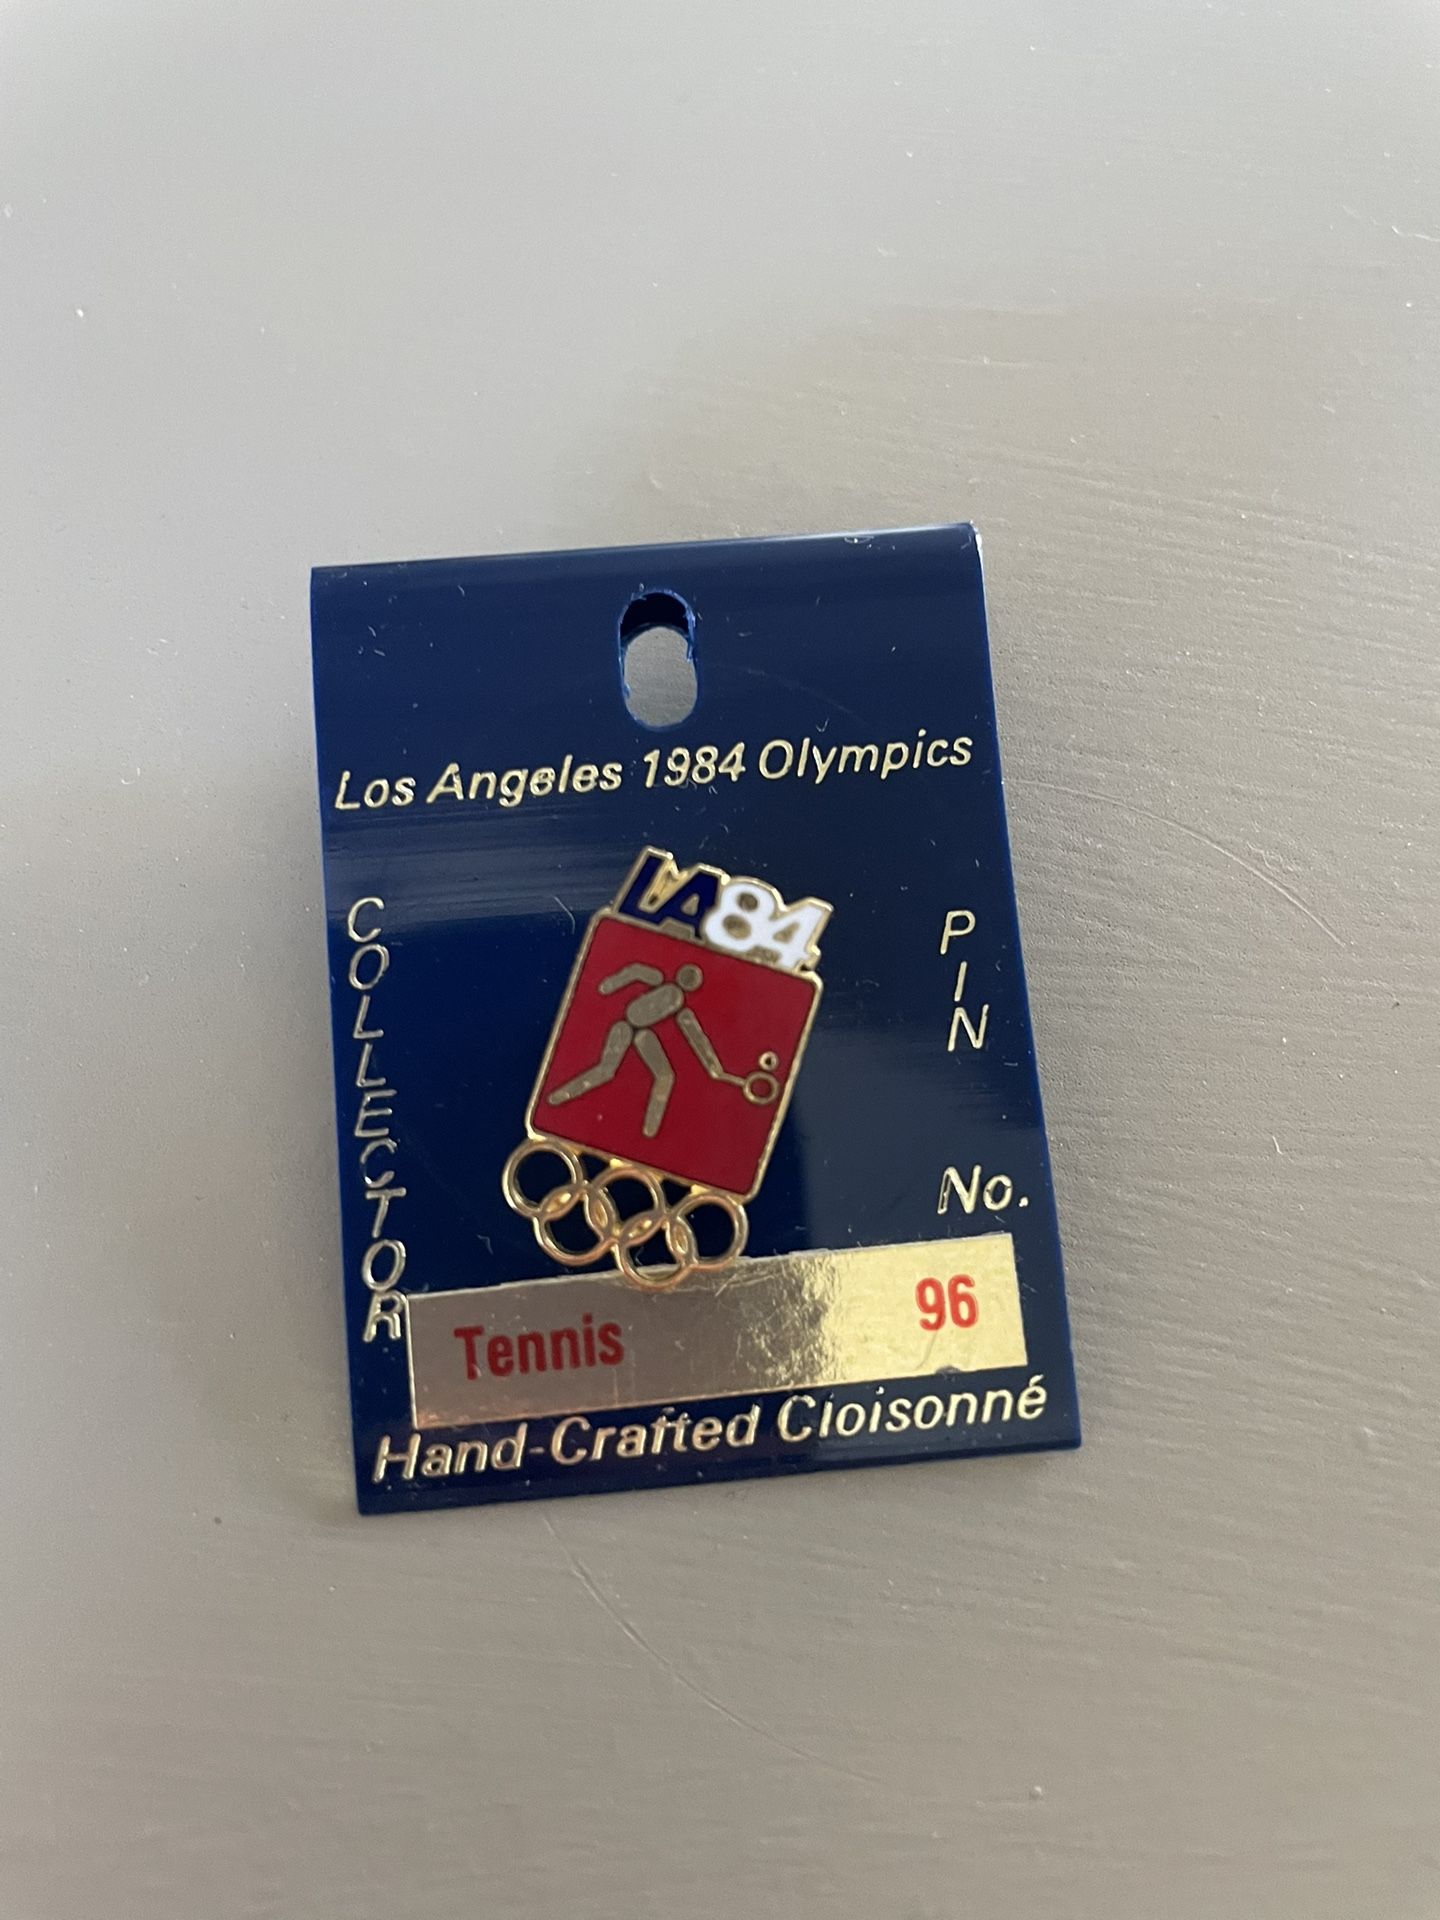 Los Angeles 1984 Olympics
LA84
COLLECTOR
PIN
No.
Tennis 96
Hand-Crafted Cloisonné